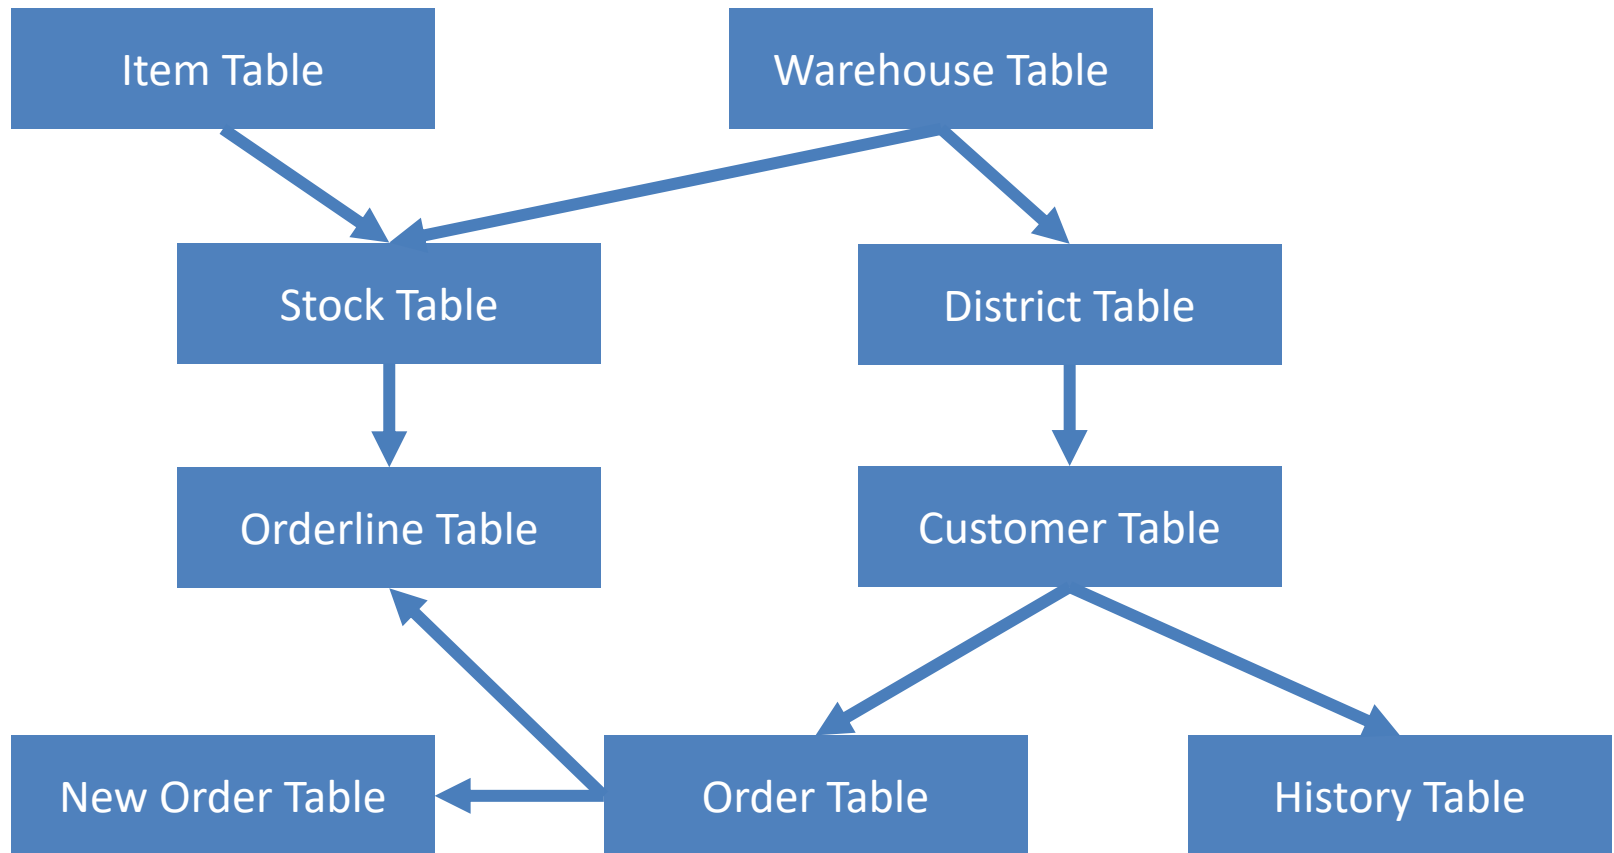 Item Table
Warehouse Table
Stock Table
District Table
Orderline Table
Customer Table
New Order Table
Order Table
History Table